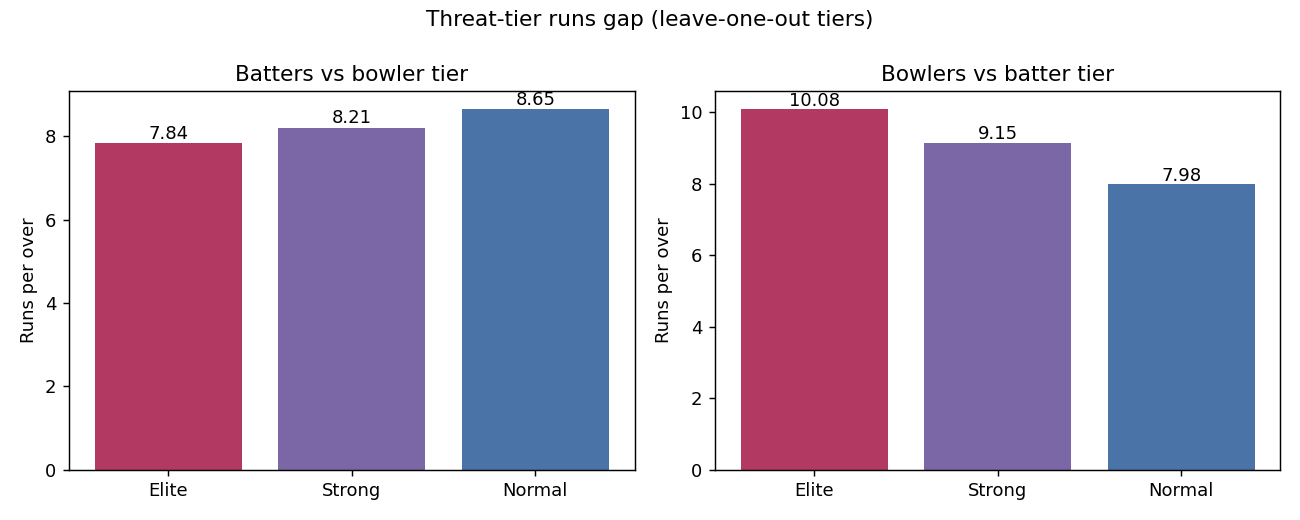 Threat-tier runs gap (leave-one-out tiers)
Batters vs bowler tier
Runs per over
8
6
4
2
0
7.84
8.21
8.65
Elite
Strong
Normal
Bowlers vs batter tier
Runs per over
10
8
6
4
2
0
10.08
9.15
7.98
Elite
Strong
Normal